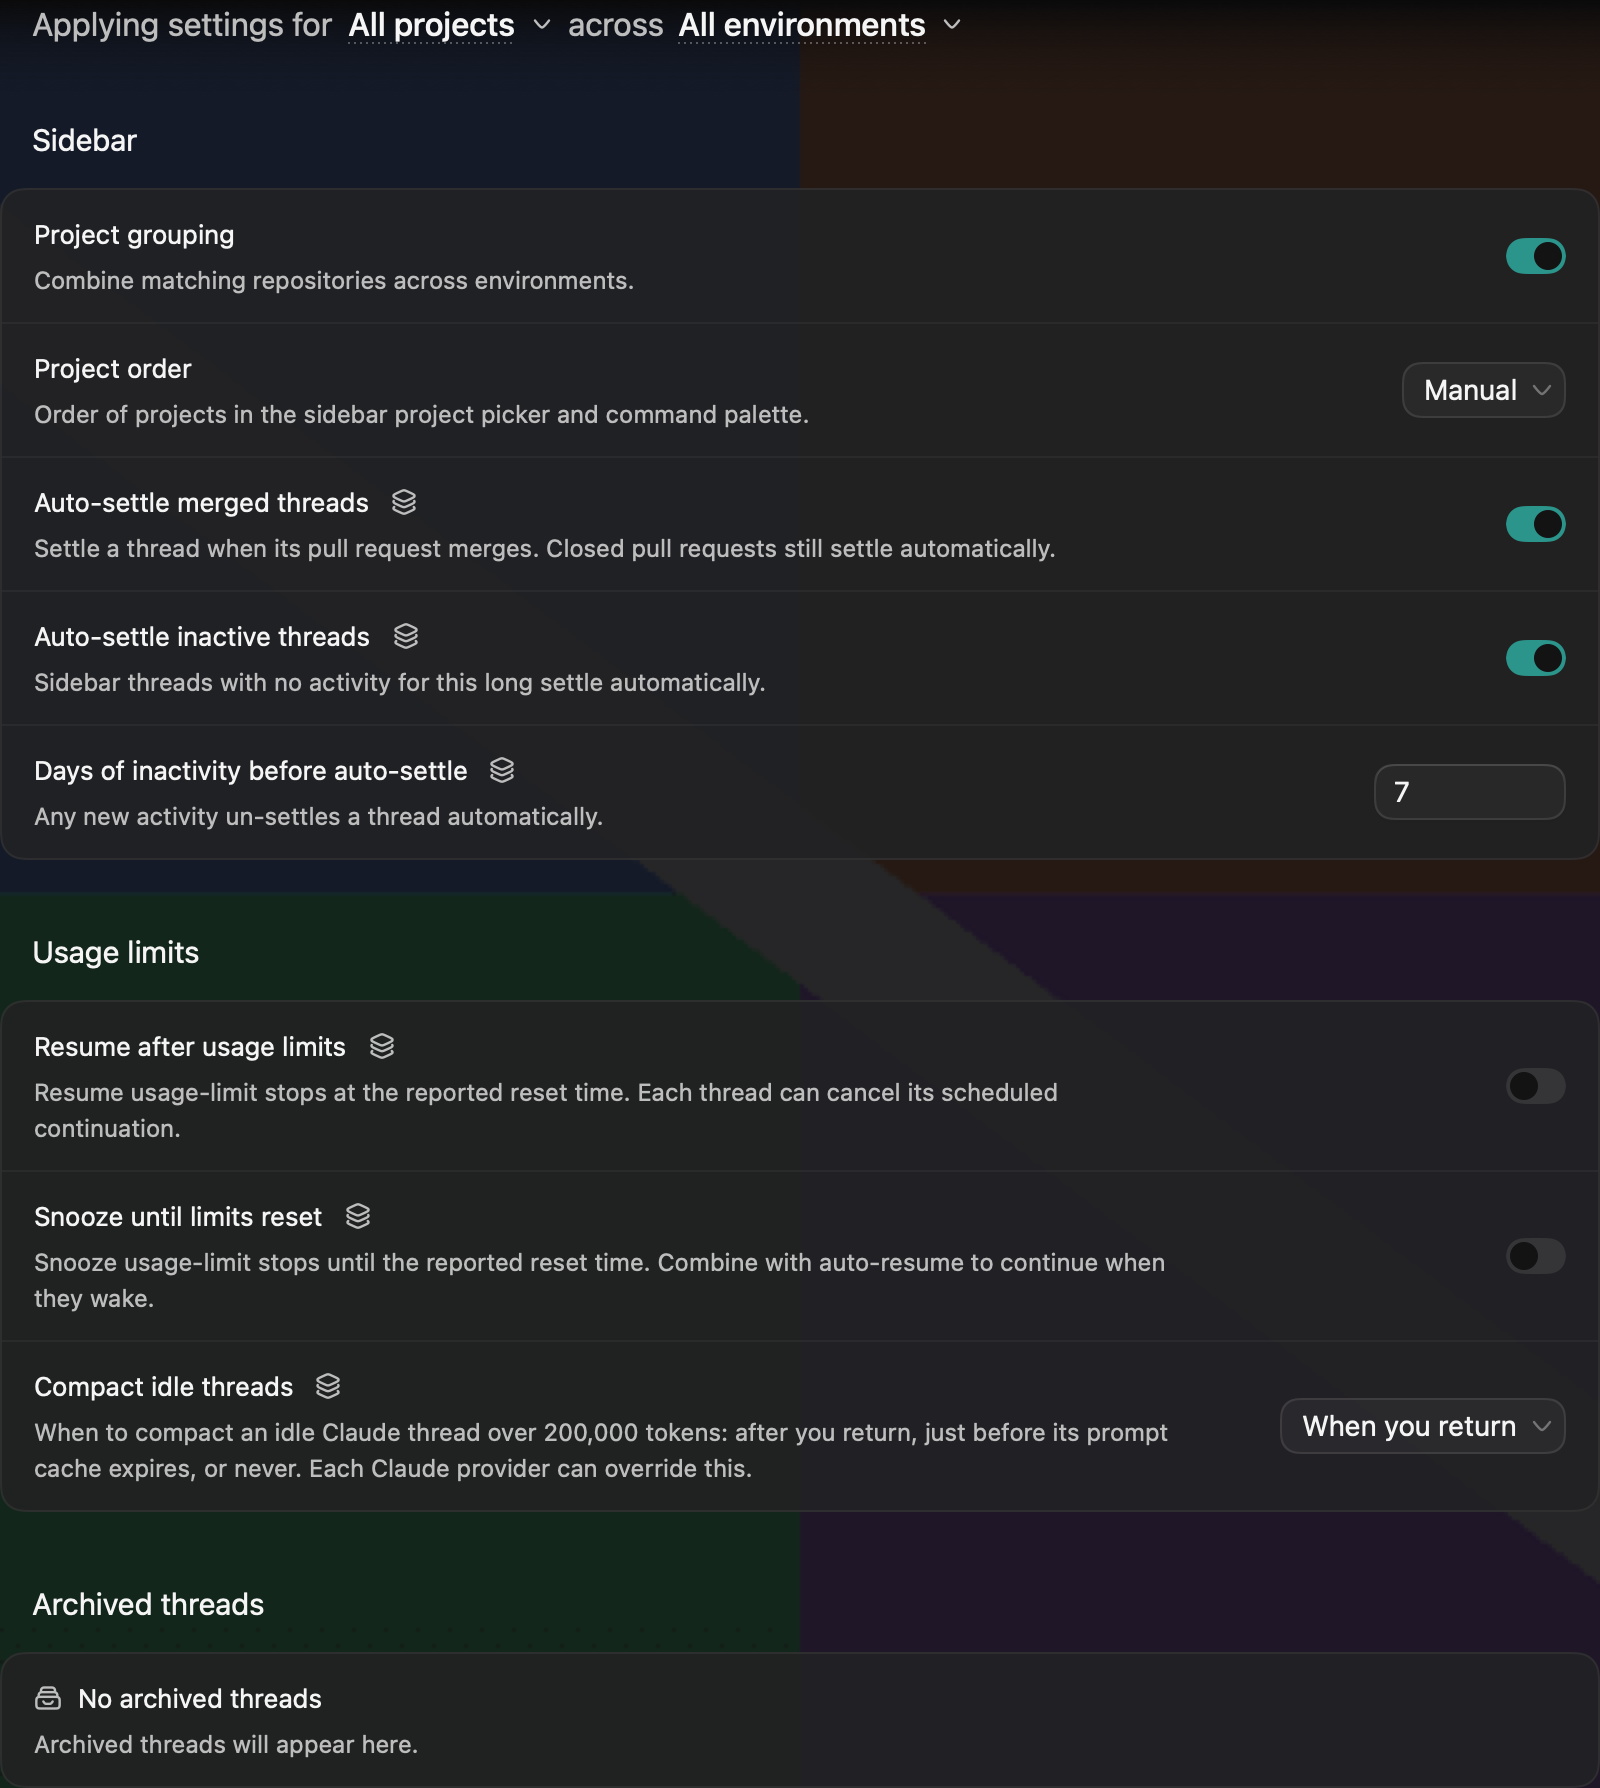 Applying settings for All projects across All environments
Sidebar
Project grouping
Combine matching repositories across environments.
Project order
Order of projects in the sidebar project picker and command palette.
Manual
Auto-settle merged threads
Settle a thread when its pull request merges. Closed pull requests still settle automatically.
Auto-settle inactive threads
Sidebar threads with no activity for this long settle automatically.
Days of inactivity before auto-settle
Any new activity un-settles a thread automatically.
7
Usage limits
Resume after usage limits
Resume usage-limit stops at the reported reset time. Each thread can cancel its scheduled
continuation.
Snooze until limits reset
Snooze usage-limit stops until the reported reset time. Combine with auto-resume to continue when
they wake.
Compact idle threads
When to compact an idle Claude thread over 200,000 tokens: after you return, just before its prompt
cache expires, or never. Each Claude provider can override this.
When you return
Archived threads
No archived threads
Archived threads will appear here.